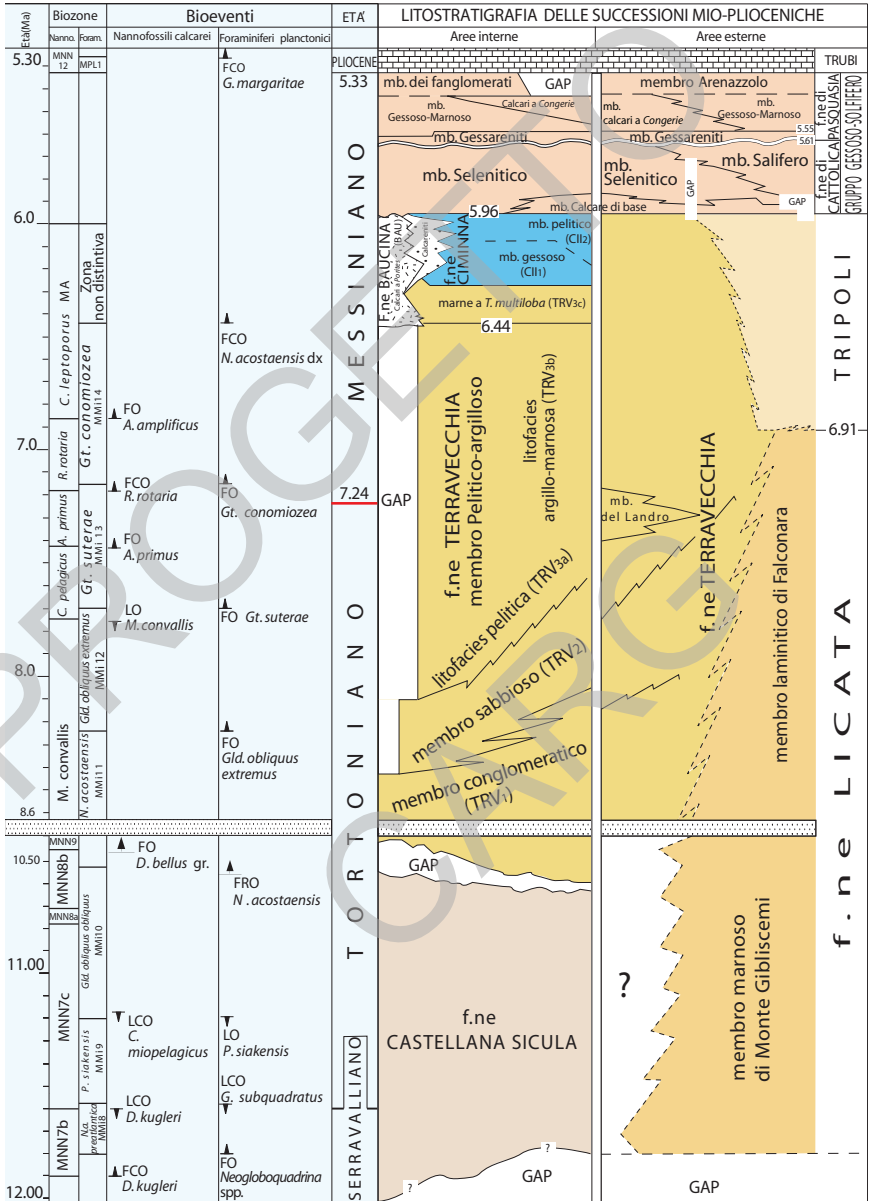 Età(Ma)
Biozone
Nanno.
Foram.
Bioeventi
Nannofossili calcarei
Foraminiferi planctonici
ETÀ
LITOSTRATIGRAFIA DELLE SUCCESSIONI MIO-PLIOCENICHE
Aree interne
Aree esterne
5.30
MNN
12
MPL1
FCO
G. margaritae
PLIOCENE
5.33
TRUBI
mb. dei fanglomerati
GAP
membro Arenazzolo
Calcari a Congerie
mb.
Gessoso-Marnoso
mb.
calcari a Congerie
mb.
Gessoso-Marnoso
5.55
mb. Gessareniti
mb. Gessareniti
5.61
f.ne di
PASQUASIA
mb. Selenitico
mb.
Selenitico
GAP
mb. Salifero
GAP
f.ne di
CATTOLICA
GRUPPO GESSOSO-SOLFIFERO
mb. Calcare di base
6.0
5.96
F.ne BAUCINA
(BAU)
Calcari a Porites
Calcareniti
f.ne
CIMINNA
mb. pelitico
(CII2)
mb. gessoso
(CII1)
marne a T. multiloba (TRV3c)
6.44
C. leptoporus MA
Zona
non distintiva
FCO
N. acostaensis dx
MESSINIANO
TRIPOLI
Gt. conomiozea
MMi14
FO
A. amplificus
6.91
7.0
R. rotaria
FCO
R. rotaria
FO
Gt. conomiozea
7.24
GAP
f.ne TERRAVECCHIA
membro Pelitico-argilloso
litofacies
argillo-marnosa (TRV3b)
mb.
del Landro
f.ne TERRAVECCHIA
membro laminitico di Falconara
A. primus
Gt. suterae
MMi 13
FO
A. primus
C. pelagicus
LO
M. convallis
FO Gt. suterae
litofacies pelitica (TRV3a)
8.0
Gld. obliquus extremus
MMi 12
membro sabbioso (TRV2)
M. convallis
FO
Gld. obliquus
extremus
N. acostaensis
MMi11
membro conglomeratico
(TRV1)
8.6
TORTONIANO
f.ne LICATA
MNN9
10.50
FO
D. bellus gr.
GAP
MNN8b
FRO
N. acostaensis
MNN8a
Gld. obliquus obliquus
MMi10
11.00
MNN7c
?
LCO
C.
miopelagicus
LO
P. siakensis
f.ne
CASTELLANA SICULA
membro marnoso
di Monte Gibliscemi
P. siakensis
MMi9
LCO
G. subquadratus
LCO
D. kugleri
SERRAVALLIANO
MNN7b
N.a.
preatlantica
MMi8
FCO
D. kugleri
FO
Neogloboquadrina
spp.
?
?
GAP
GAP
12.00
PROGETTO
CARG